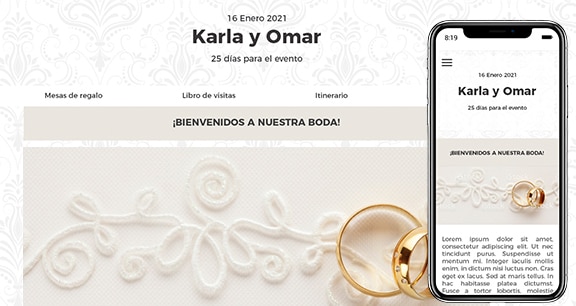 16 Enero 2021
Karla y Omar
25 días para el evento
Mesas de regalo
Libro de visitas
Itinerario
¡BIENVENIDOS A NUESTRA BODA!
8:19
16 Enero 2021
Karla y Omar
25 días para el evento
¡BIENVENIDOS A NUESTRA BODA!
Lorem ipsum dolor sit amet,
consectetur adipiscing elit. Ut nec
tincidunt purus. Suspendisse ut
mentum mi. Integer iaculis mollis
enim, in dictum nisi luctus non. Cras
eget ex lacus. Sed at maris tellus. In
hac habitasse platea dictumst.
Fusce a tortor lobortis, molestie